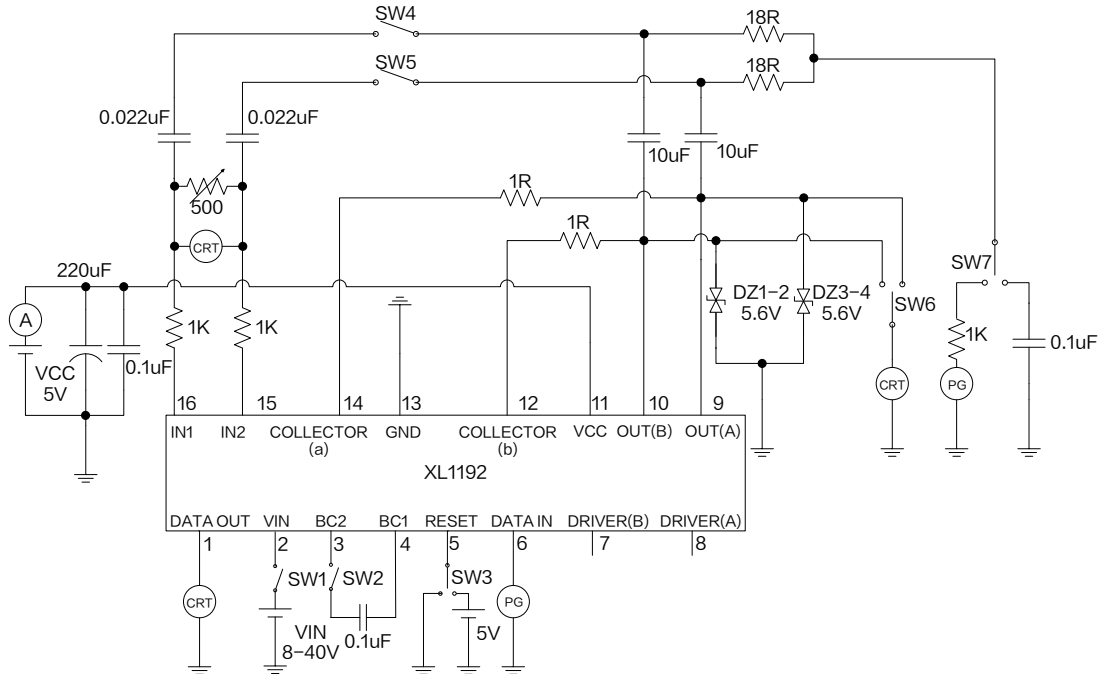 SW4
18R
SW5
18R
0.022uF
0.022uF
10uF
10uF
500
1R
1R
CRT
220uF
SW7
A
1K
1K
DZ1-2
5.6V
DZ3-4
5.6V
SW6
1K
0.1uF
VCC
5V
0.1uF
CRT
PG
16
15
14
13
12
11
10
9
IN1
IN2
COLLECTOR
(a)
GND
COLLECTOR
(b)
VCC
OUT(B)
OUT(A)
XL1192
DATA OUT
VIN
BC2
BC1
RESET
DATA IN
DRIVER(B)
DRIVER(A)
1
2
3
4
5
6
7
8
SW1
SW2
SW3
CRT
PG
VIN
8-40V
0.1uF
5V